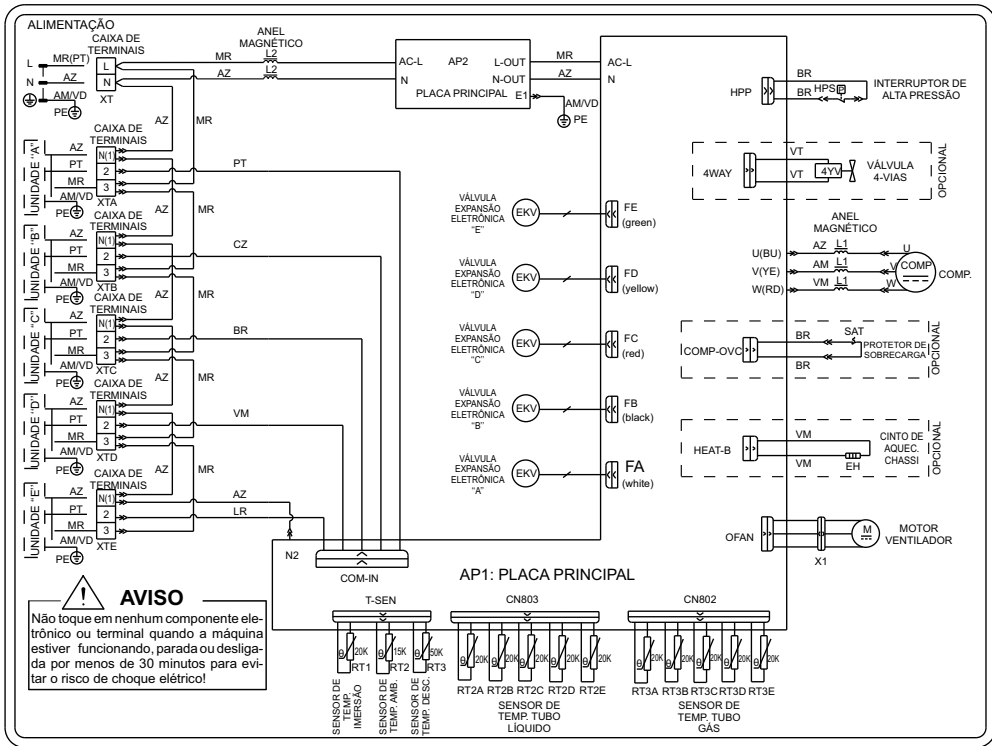 ALIMENTAÇÃO
CAIXA DE
TERMINAIS
L
MR(PT)
N
AZ
AM/VD
PE
L
N
XT
MR
AZ
ANEL
MAGNÉTICO
L2
L2
AC-L
AP2
L-OUT
N
N-OUT
PLACA PRINCIPAL
E1
MR
AZ
AM/VD
PE
AC-L
N
AZ
MR
UNIDADE "A"
AZ
PT
MR
AM/VD
PE
CAIXA DE
TERMINAIS
N(1)
2
3
XTA
PT
AZ
MR
UNIDADE "B"
AZ
PT
MR
AM/VD
PE
CAIXA DE
TERMINAIS
N(1)
2
3
XTB
CZ
AZ
MR
UNIDADE "C"
AZ
PT
MR
AM/VD
PE
CAIXA DE
TERMINAIS
N(1)
2
3
XTC
BR
AZ
MR
UNIDADE "D"
AZ
PT
MR
AM/VD
PE
CAIXA DE
TERMINAIS
N(1)
2
3
XTD
VM
AZ
MR
UNIDADE "E"
AZ
PT
MR
AM/VD
PE
CAIXA DE
TERMINAIS
N(1)
2
3
XTE
AZ
LR
N2
COM-IN
VÁLVULA
EXPANSÃO
ELETRÔNICA
"E"
EKV
FE
(green)
VÁLVULA
EXPANSÃO
ELETRÔNICA
"D"
EKV
FD
(yellow)
VÁLVULA
EXPANSÃO
ELETRÔNICA
"C"
EKV
FC
(red)
VÁLVULA
EXPANSÃO
ELETRÔNICA
"B"
EKV
FB
(black)
VÁLVULA
EXPANSÃO
ELETRÔNICA
"A"
EKV
FA
(white)
HPP
BR
BR
HPS
P
INTERRUPTOR DE
ALTA PRESSÃO
4WAY
VT
VT
4YV
VÁLVULA
4-VIAS
OPCIONAL
ANEL
MAGNÉTICO
U(BU)
AZ
L1
U
V(YE)
AM
L1
V
W(RD)
VM
L1
W
COMP
COMP.
COMP-OVC
BR
BR
SAT
PROTETOR DE
SOBRECARGA
OPCIONAL
HEAT-B
VM
VM
EH
CINTO DE
AQUEC.
CHASSI
OPCIONAL
OFAN
X1
M
MOTOR
VENTILADOR
AP1: PLACA PRINCIPAL
T-SEN
θ
20K
RT1
θ
15K
RT2
θ
50K
RT3
SENSOR DE
TEMP.
IMERSÃO
SENSOR DE
TEMP. AMB.
SENSOR DE
TEMP. DESC.
CN803
θ 20K
θ 20K
θ 20K
θ 20K
θ 20K
RT2A RT2B RT2C RT2D RT2E
SENSOR DE
TEMP. TUBO
LÍQUIDO
CN802
θ 20K
θ 20K
θ 20K
θ 20K
θ 20K
RT3A RT3B RT3C RT3D RT3E
SENSOR DE
TEMP. TUBO
GÁS
! AVISO
Não toque em nenhum componente ele-
trônico ou terminal quando a máquina
estiver funcionando, parada ou desliga-
da por menos de 30 minutos para evi-
tar o risco de choque elétrico!